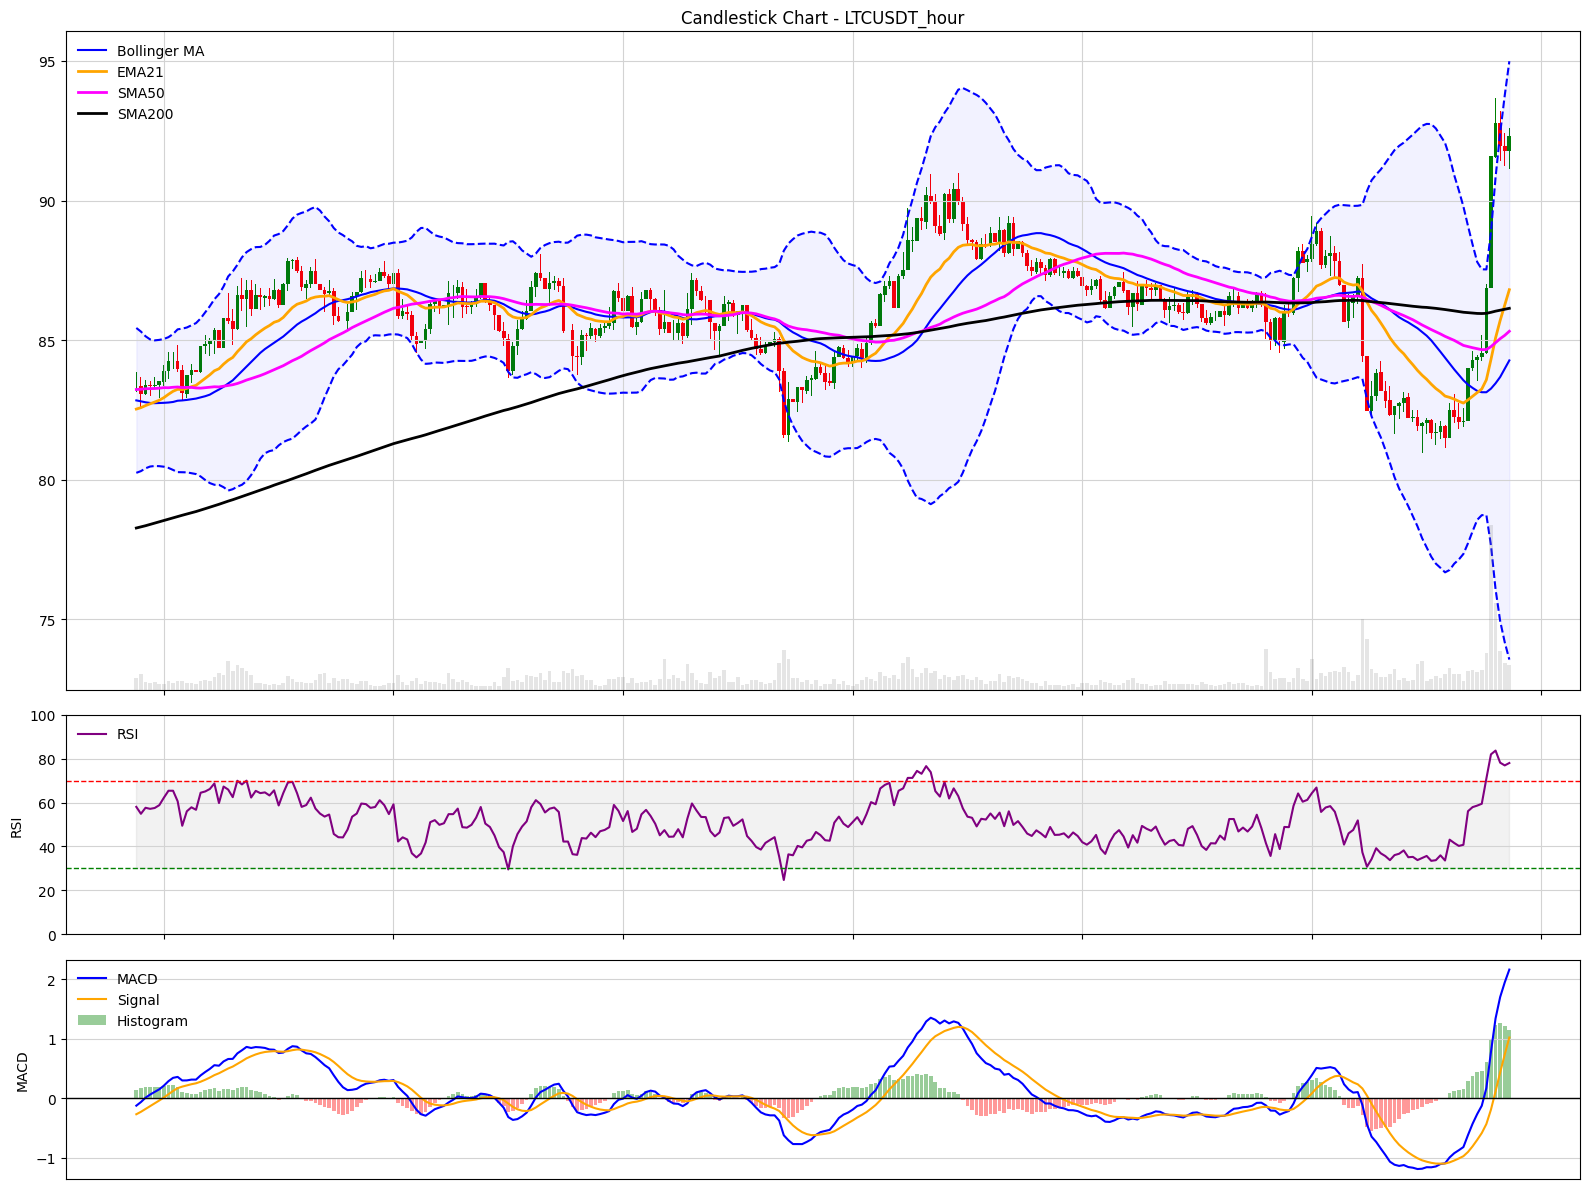 Candlestick Chart - LTCUSDT_hour
Bollinger MA
EMA21
SMA50
SMA200
95
90
85
80
75
RSI
100
80
60
40
20
0
RSI
MACD
Signal
Histogram
2
1
0
−1
MACD